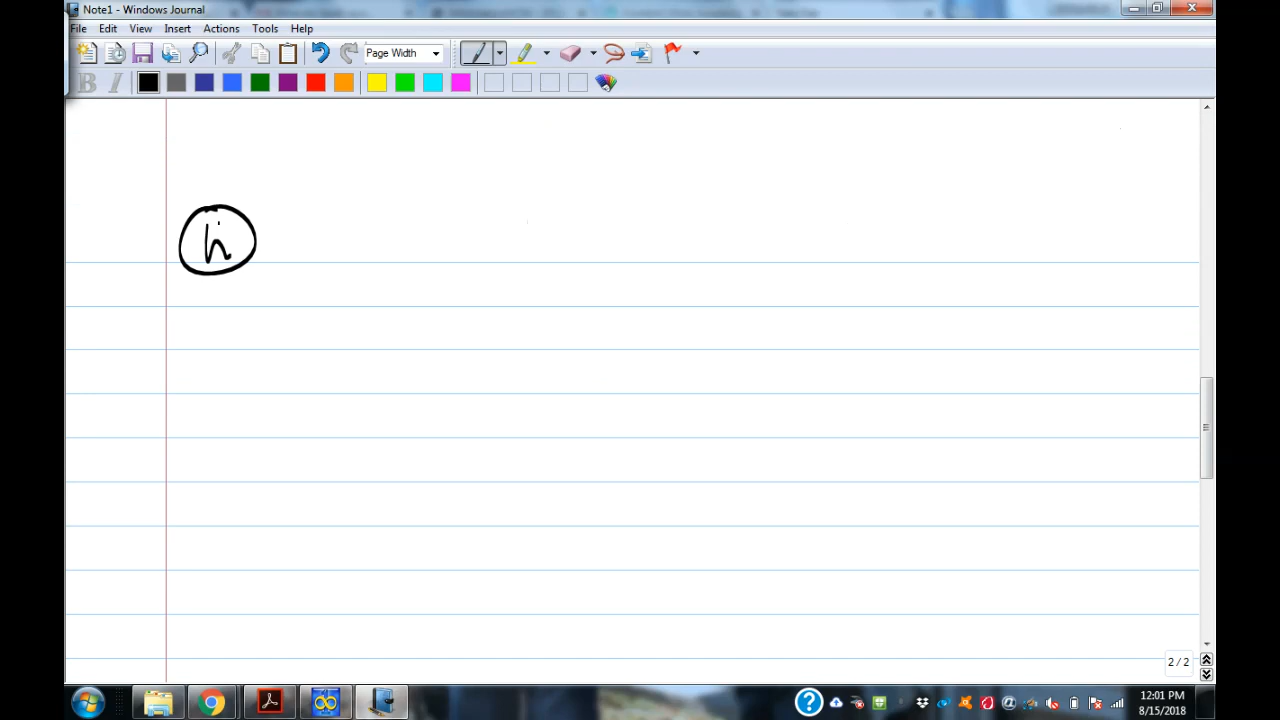 Note1 - Windows Journal
File Edit View Insert Actions Tools Help
Page Width
B I
h
2 / 2
12:01 PM
8/15/2018